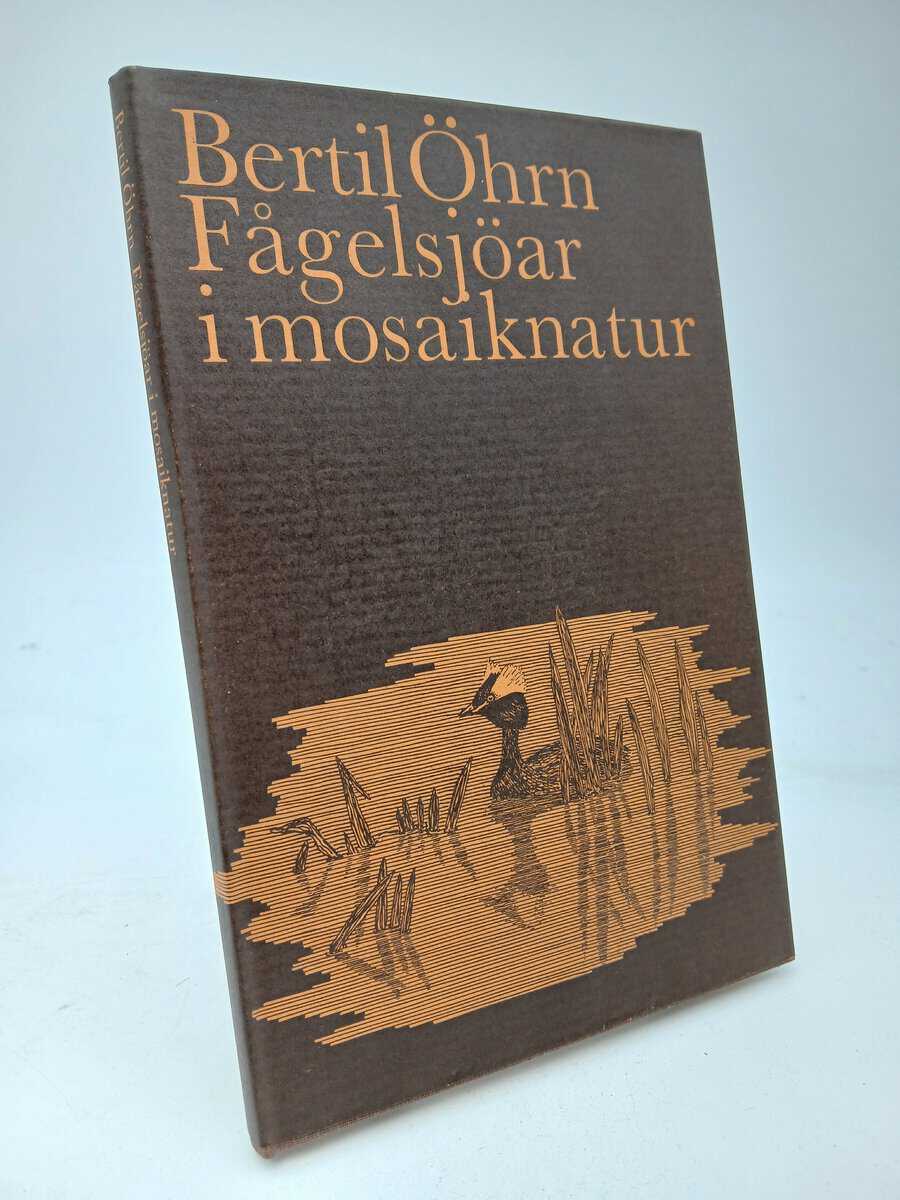 Bertil Öhrn
Fågelsjöar
i mosaiknatur
Bertil Öhrn Fågelsjöar i mosaiknatur